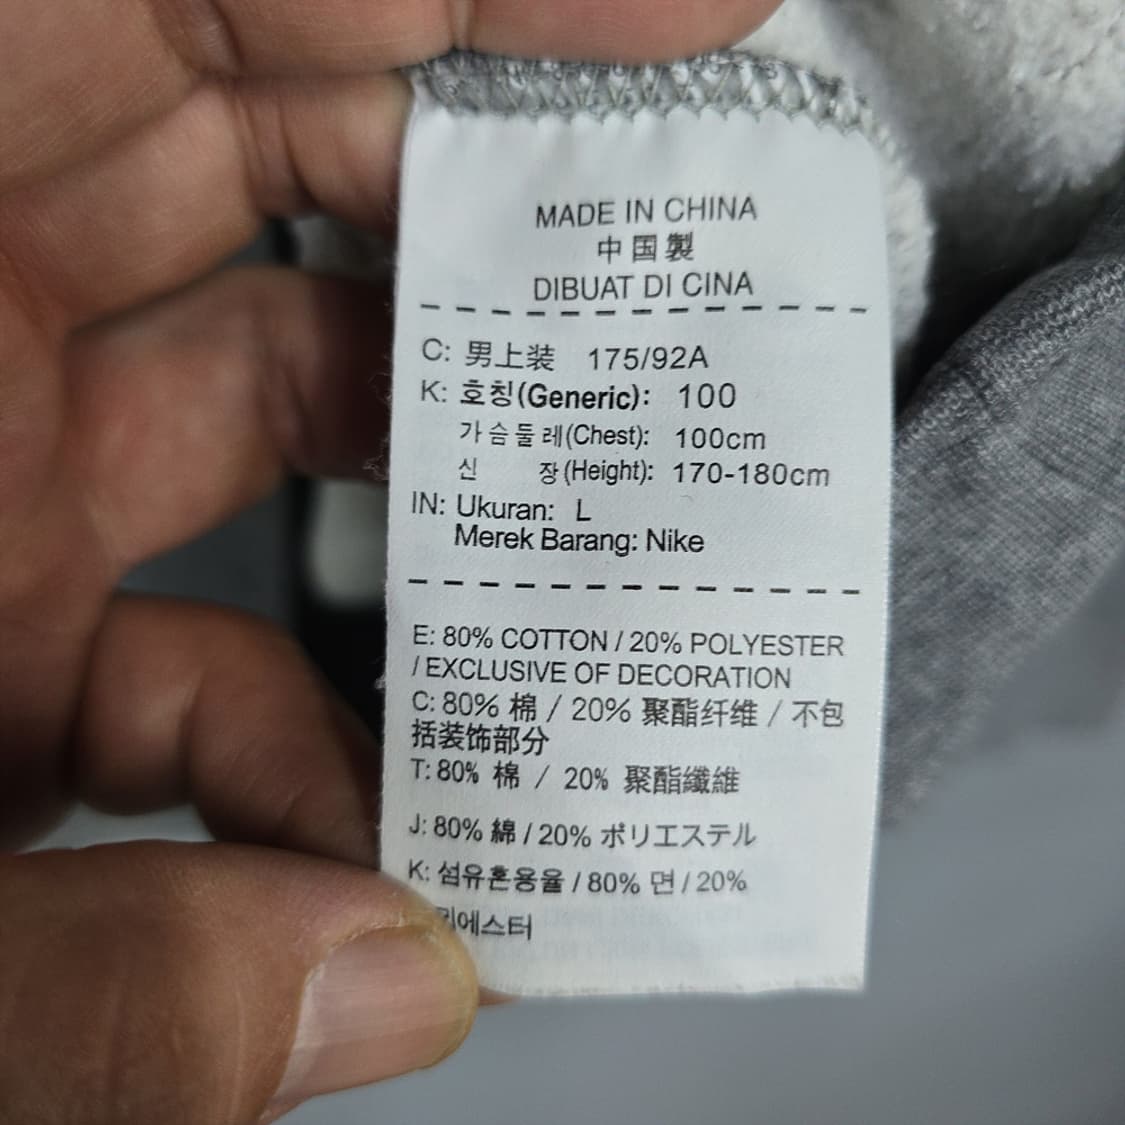 MADE IN CHINA
中国製
DIBUAT DI CINA
C: 男上装 175/92A
K: 호칭(Generic): 100
가슴둘레(Chest): 100cm
신 장(Height): 170-180cm
IN: Ukuran: L
Merek Barang: Nike
E: 80% COTTON / 20% POLYESTER
/ EXCLUSIVE OF DECORATION
C: 80% 棉 / 20% 聚酯纤维 / 不包
括装饰部分
T: 80% 棉 / 20% 聚酯纖維
J: 80% 綿 / 20% ポリエステル
K: 섬유혼용율 / 80% 면 / 20%